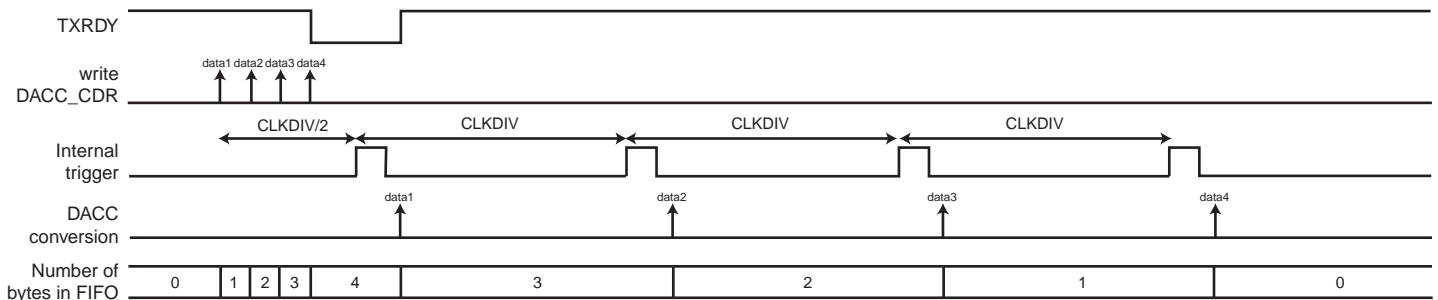 TXRDY
write
DACC_CDR
data1 data2 data3 data4
CLKDIV/2 CLKDIV CLKDIV CLKDIV
Internal
trigger
DACC
conversion
data1 data2 data3 data4
Number of
bytes in FIFO
0 1 2 3 4 3 2 1 0